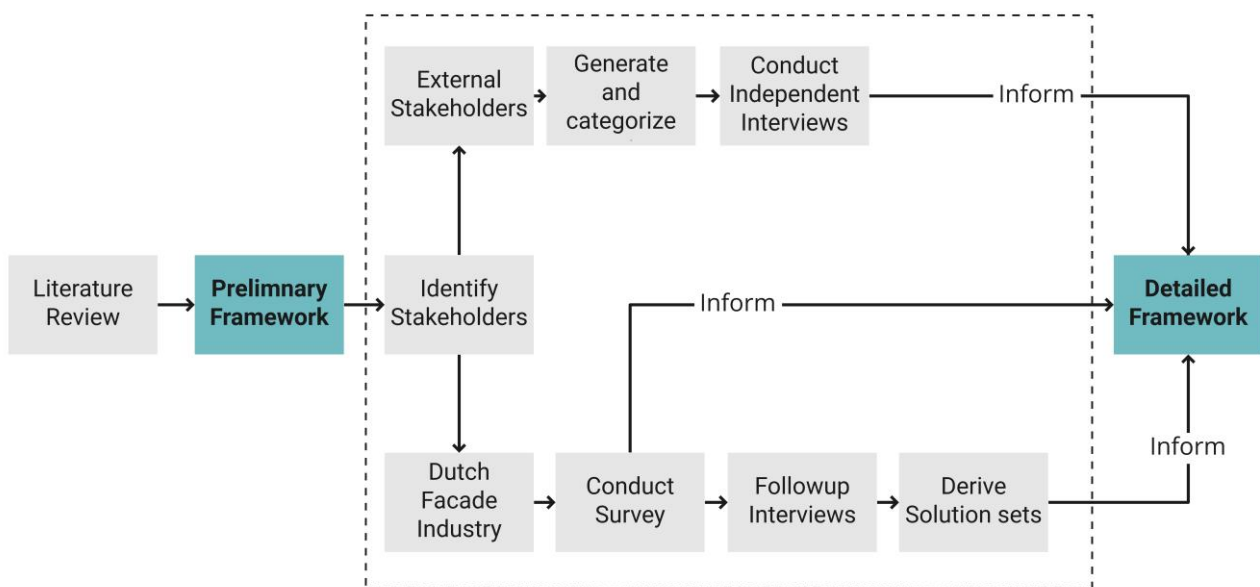 External
Stakeholders
Generate
and
categorize
Conduct
Independent
Interviews
Inform
Literature
Review
Prelimnary
Framework
Identify
Stakeholders
Inform
Detailed
Framework
Dutch
Facade
Industry
Conduct
Survey
Followup
Interviews
Derive
Solution sets
Inform